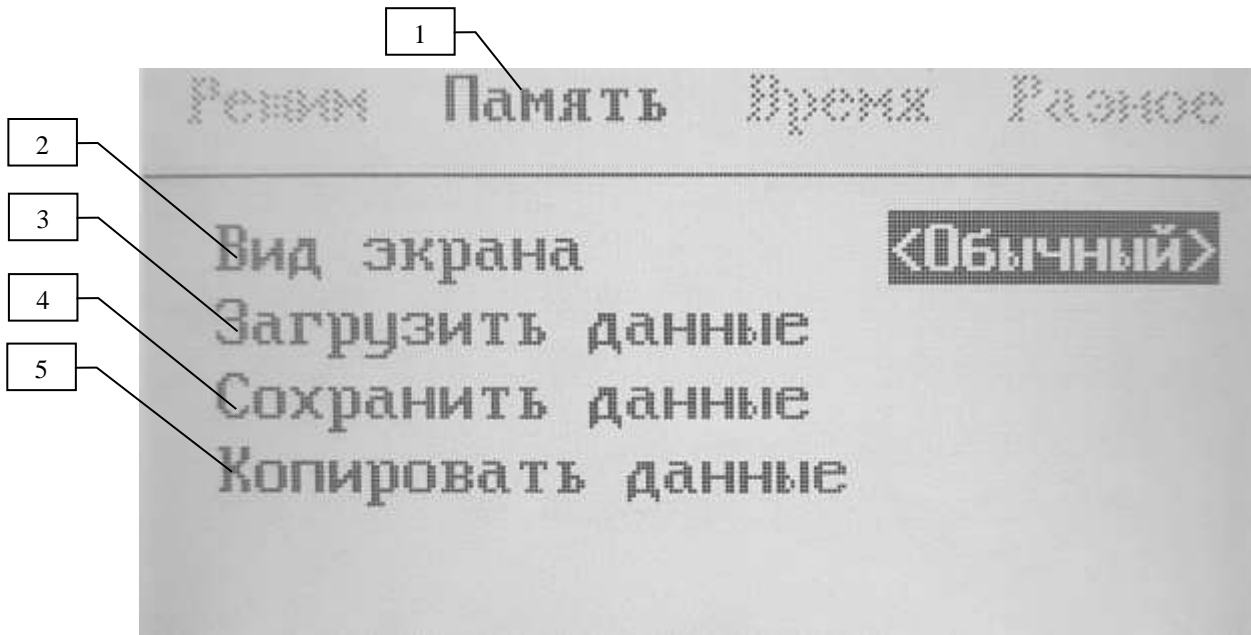 1
Режим Память Время Разное
2
Вид экрана <Обычный>
3
Загрузить данные
4
Сохранить данные
5
Копировать данные